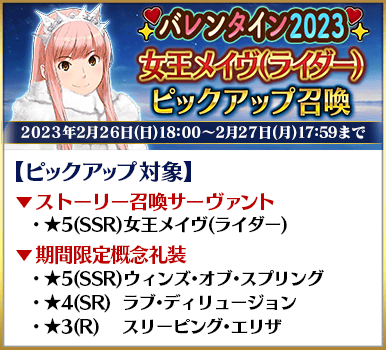 バレンタイン2023
女王メイヴ(ライダー)
ピックアップ召喚
2023年2月26日(日)18:00～2月27日(月)17:59まで
【ピックアップ対象】
▼ストーリー召喚サーヴァント
・★5(SSR)女王メイヴ(ライダー)
▼期間限定概念礼装
・★5(SSR)ウィンズ・オブ・スプリング
・★4(SR) ラブ・ディリュージョン
・★3(R) スリーピング・エリザ